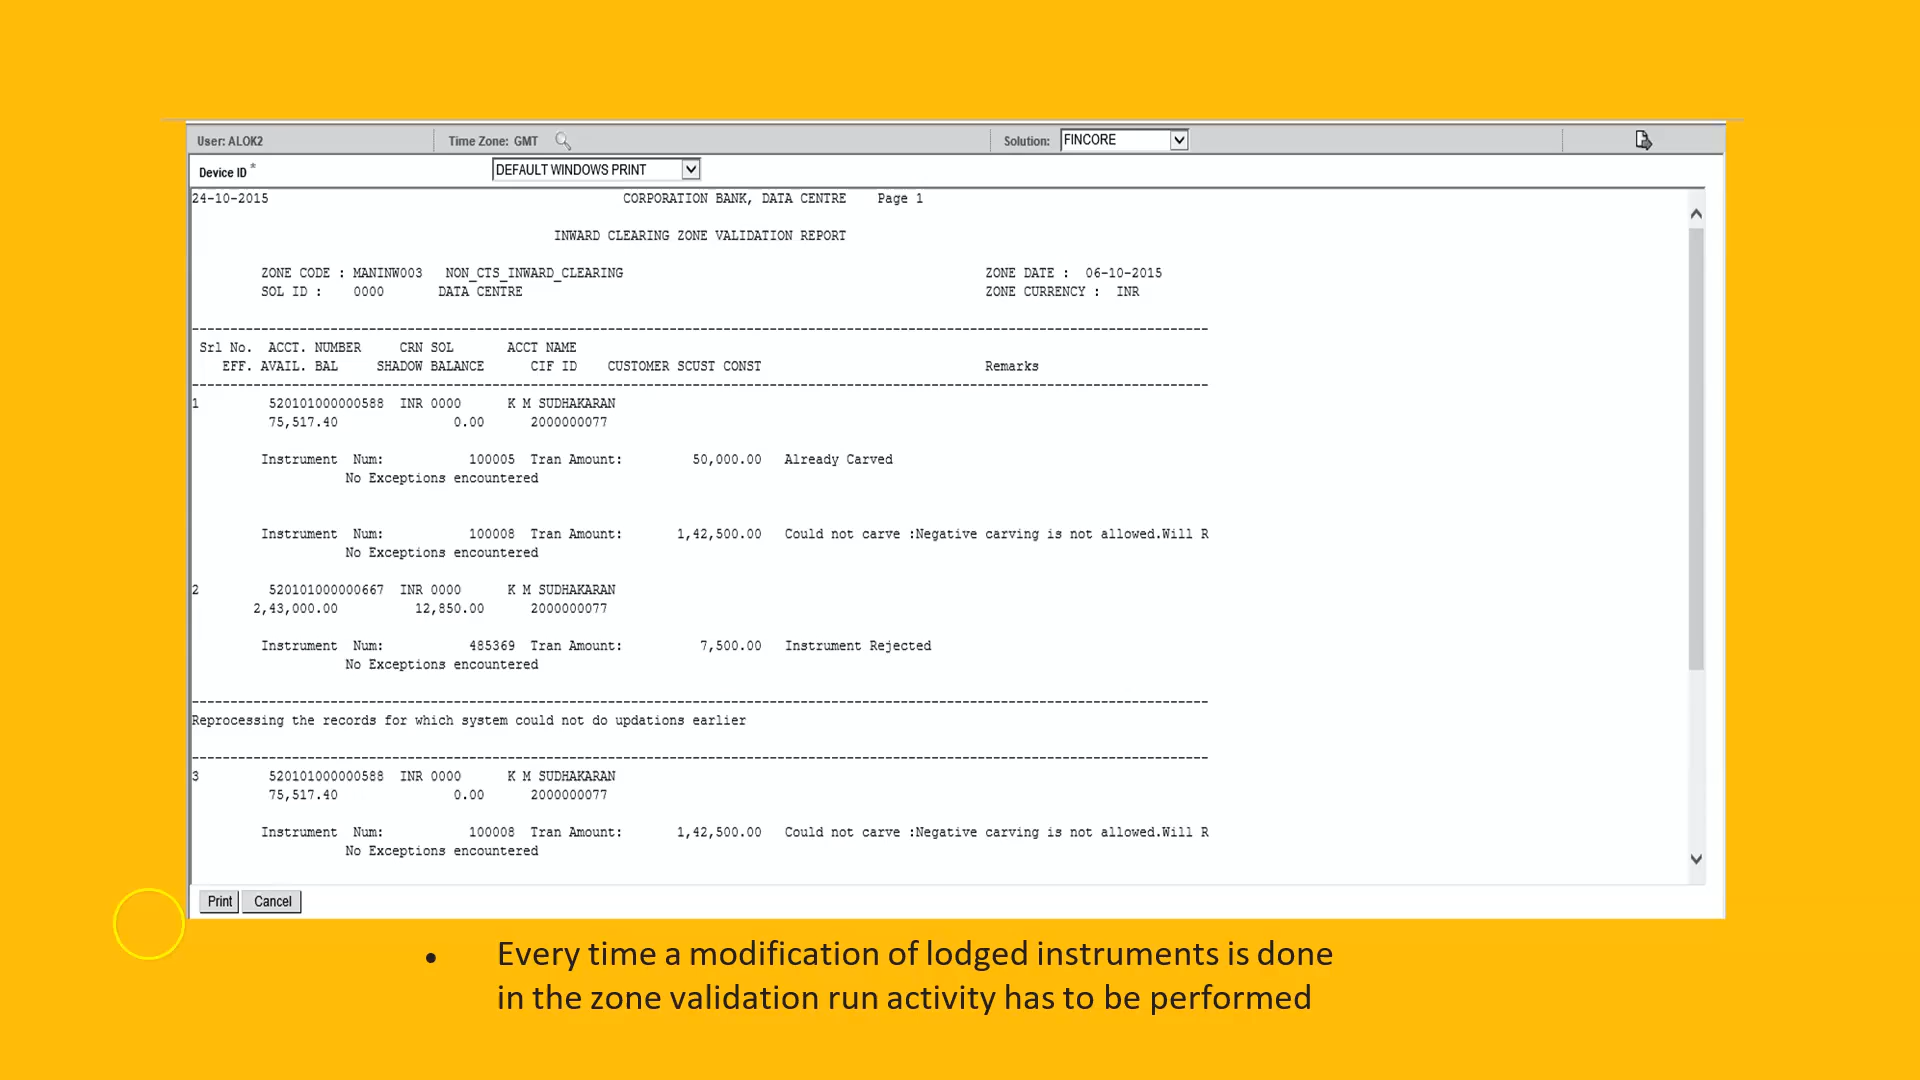 User: ALOK2 Time Zone: GMT Solution: FINCORE
Device ID * DEFAULT WINDOWS PRINT
24-10-2015 CORPORATION BANK, DATA CENTRE Page 1
INWARD CLEARING ZONE VALIDATION REPORT
ZONE CODE : MANINW003 NON_CTS_INWARD_CLEARING ZONE DATE : 06-10-2015
SOL ID : 0000 DATA CENTRE ZONE CURRENCY : INR
Srl No. ACCT. NUMBER CRN SOL ACCT NAME
EFF. AVAIL. BAL SHADOW BALANCE CIF ID CUSTOMER SCUST CONST Remarks
1 520101000000588 INR 0000 K M SUDHAKARAN
75,517.40 0.00 2000000077
Instrument Num: 100005 Tran Amount: 50,000.00 Already Carved
No Exceptions encountered
Instrument Num: 100008 Tran Amount: 1,42,500.00 Could not carve :Negative carving is not allowed.Will R
No Exceptions encountered
2 520101000000667 INR 0000 K M SUDHAKARAN
2,43,000.00 12,850.00 2000000077
Instrument Num: 485369 Tran Amount: 7,500.00 Instrument Rejected
No Exceptions encountered
Reprocessing the records for which system could not do updations earlier
3 520101000000588 INR 0000 K M SUDHAKARAN
75,517.40 0.00 2000000077
Instrument Num: 100008 Tran Amount: 1,42,500.00 Could not carve :Negative carving is not allowed.Will R
No Exceptions encountered
Print Cancel
• Every time a modification of lodged instruments is done
in the zone validation run activity has to be performed